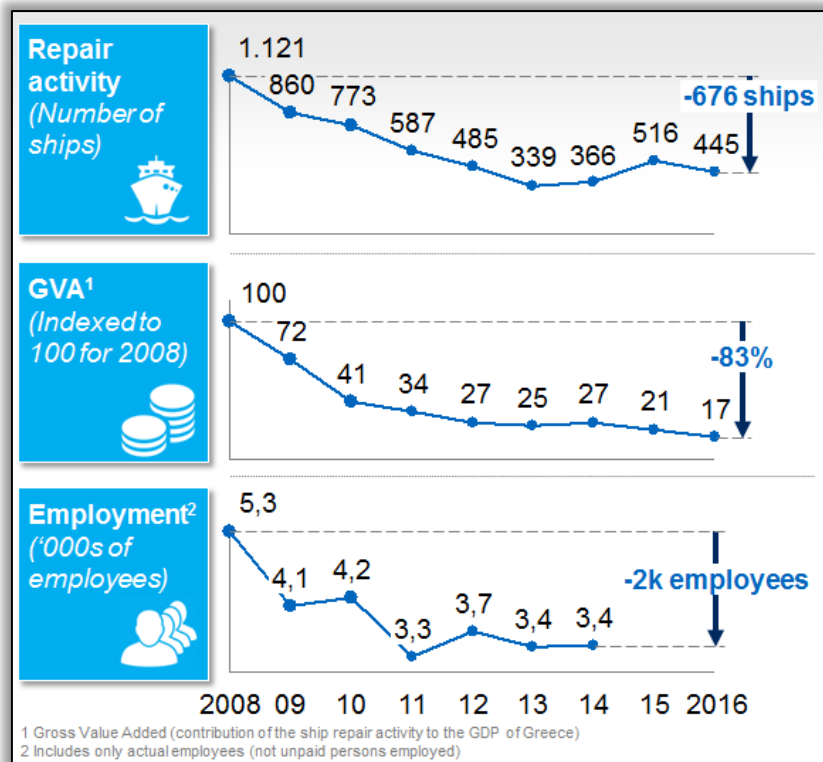 Repair
activity
(Number of
ships)
1.121
860
773
587
485
339
366
516
445
-676 ships
GVA1
(Indexed to
100 for 2008)
100
72
41
34
27
25
27
21
17
-83%
Employment2
('000s of
employees)
5,3
4,1
4,2
3,3
3,7
3,4
3,4
-2k employees
2008 09 10 11 12 13 14 15 2016
1 Gross Value Added (contribution of the ship repair activity to the GDP of Greece)
2 Includes only actual employees (not unpaid persons employed)